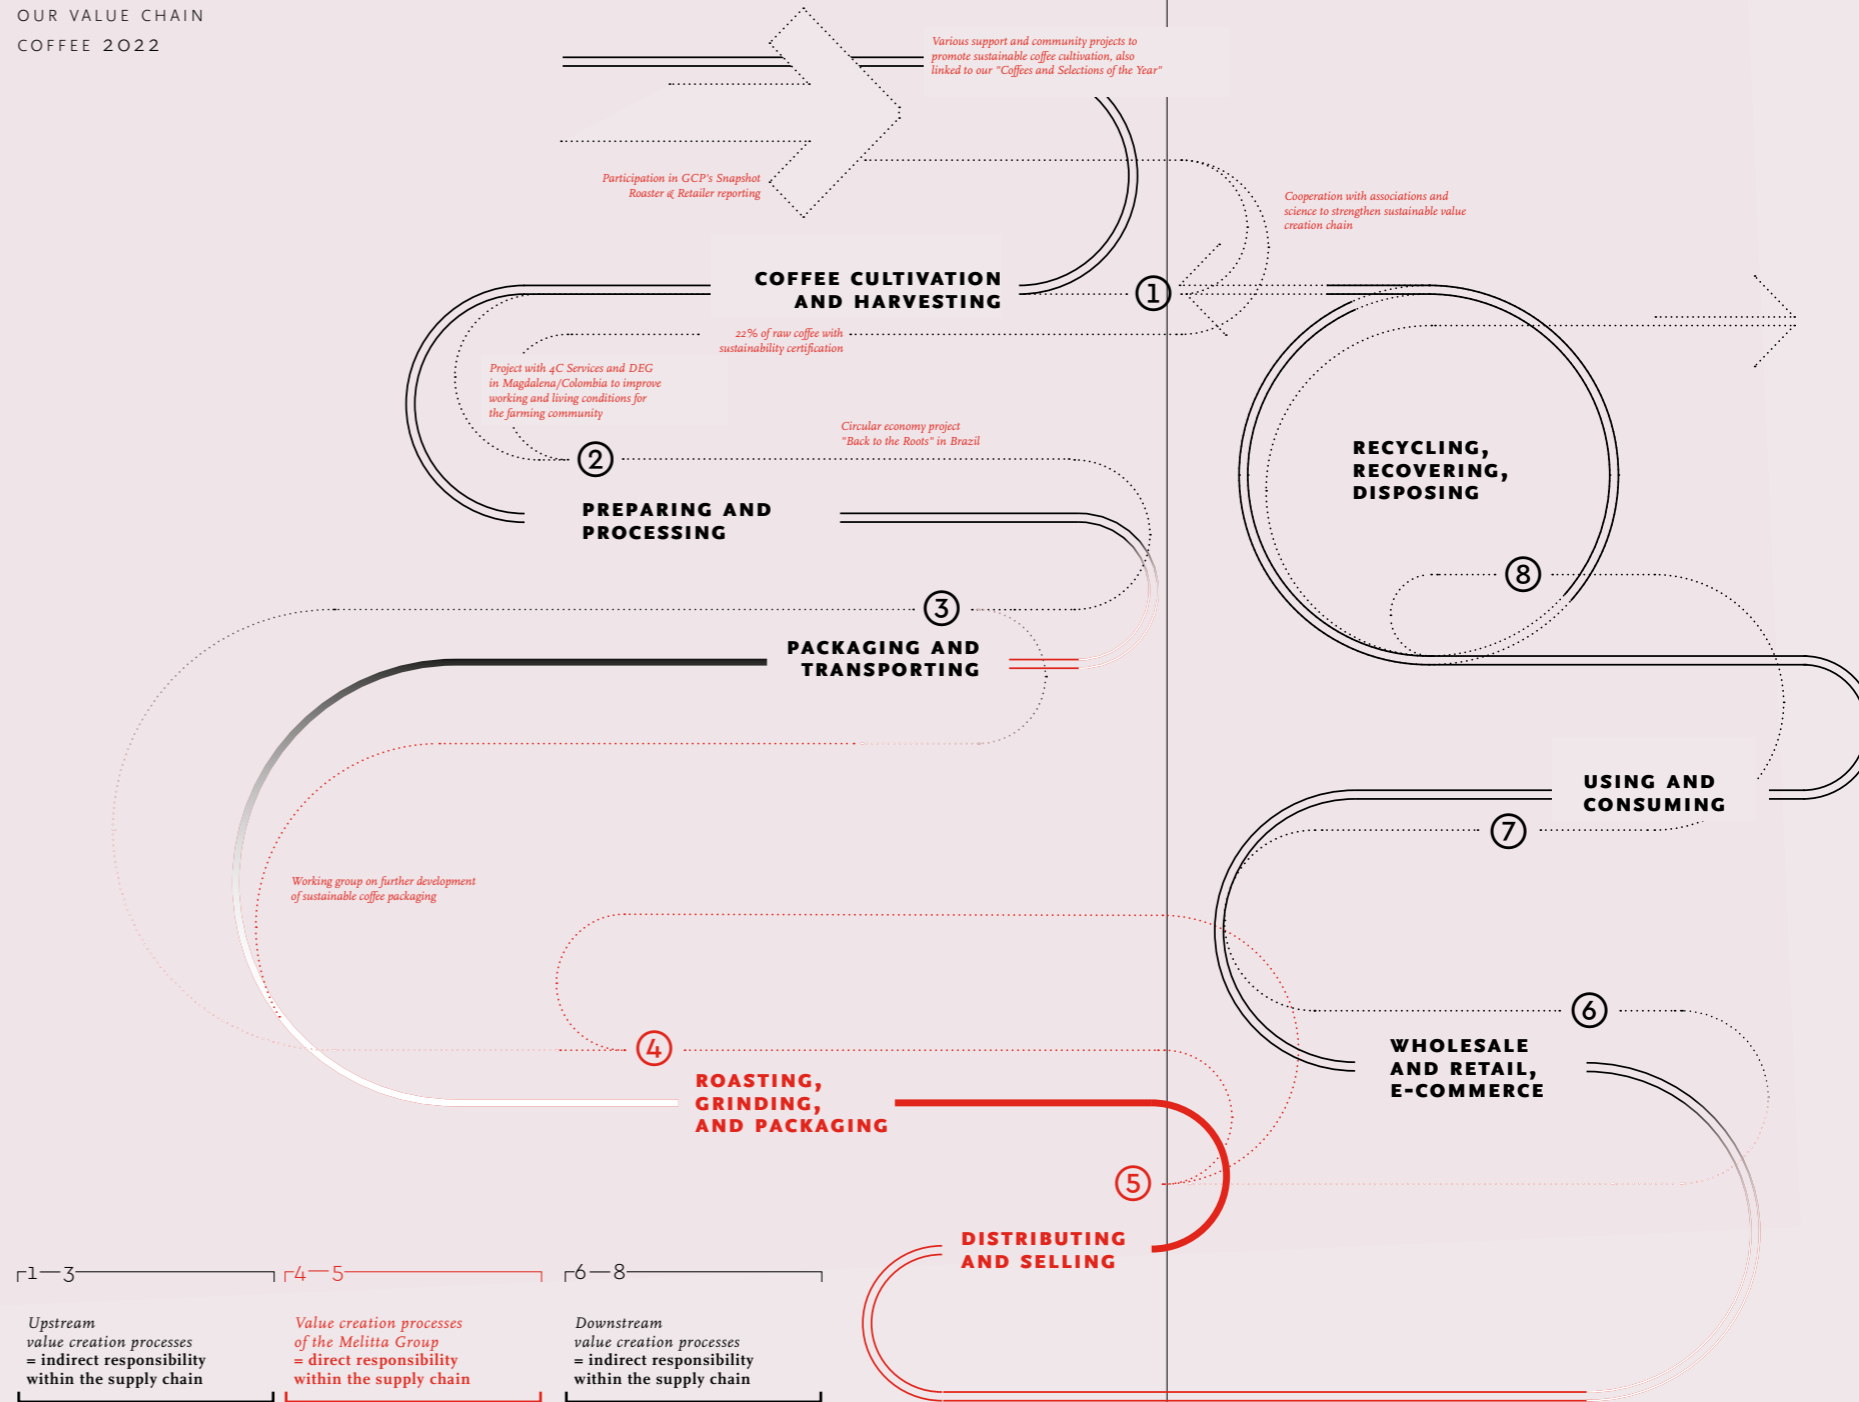 OUR VALUE CHAIN
COFFEE 2022
Various support and community projects to
promote sustainable coffee cultivation, also
linked to our "Coffees and Selections of the Year"
Participation in GCP's Snapshot
Roaster & Retailer reporting
Cooperation with associations and
science to strengthen sustainable value
creation chain
COFFEE CULTIVATION
AND HARVESTING
1
22% of raw coffee with
sustainability certification
Project with 4C Services and DEG
in Magdalena/Colombia to improve
working and living conditions for
the farming community
Circular economy project
"Back to the Roots" in Brazil
2
PREPARING AND
PROCESSING
RECYCLING,
RECOVERING,
DISPOSING
8
3
PACKAGING AND
TRANSPORTING
USING AND
CONSUMING
7
Working group on further development
of sustainable coffee packaging
6
WHOLESALE
AND RETAIL,
E-COMMERCE
4
ROASTING,
GRINDING,
AND PACKAGING
5
DISTRIBUTING
AND SELLING
1—3
Upstream
value creation processes
= indirect responsibility
within the supply chain
4—5
Value creation processes
of the Melitta Group
= direct responsibility
within the supply chain
6—8
Downstream
value creation processes
= indirect responsibility
within the supply chain